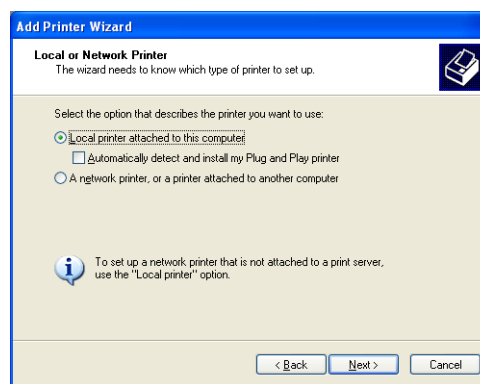 Add Printer Wizard
Local or Network Printer
The wizard needs to know which type of printer to set up.
Select the option that describes the printer you want to use:
Local printer attached to this computer
Automatically detect and install my Plug and Play printer
A network printer, or a printer attached to another computer
To set up a network printer that is not attached to a print server,
use the "Local printer" option.
< Back Next > Cancel